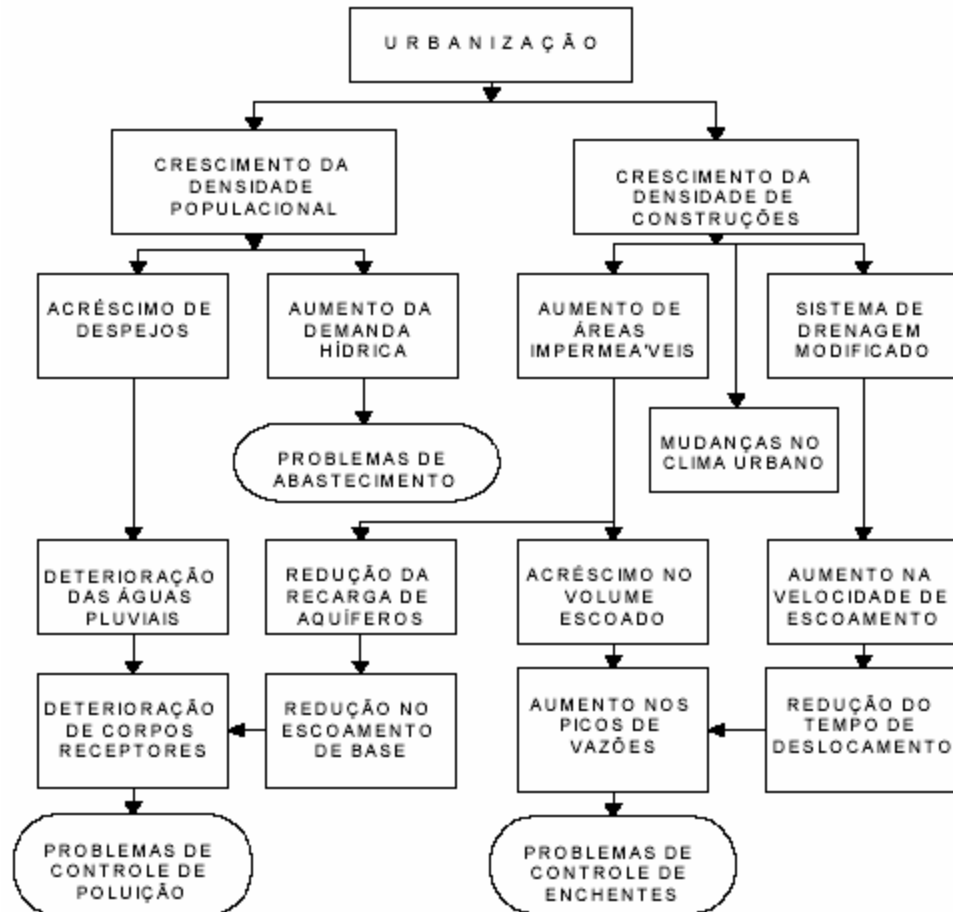 URBANIZAÇÃO
CRESCIMENTO DA
DENSIDADE
POPULACIONAL
CRESCIMENTO DA
DENSIDADE DE
CONSTRUÇÕES
ACRÉSCIMO DE
DESPEJOS
AUMENTO DA
DEMANDA
HÍDRICA
AUMENTO DE
ÁREAS
IMPERMEA'VEIS
SISTEMA DE
DRENAGEM
MODIFICADO
PROBLEMAS DE
ABASTECIMENTO
MUDANÇAS NO
CLIMA URBANO
DETERIORAÇÃO
DAS ÁGUAS
PLUVIAIS
REDUÇÃO DA
RECARGA DE
AQUÍFEROS
ACRÉSCIMO NO
VOLUME
ESCOADO
AUMENTO NA
VELOCIDADE DE
ESCOAMENTO
DETERIORAÇÃO
DE CORPOS
RECEPTORES
REDUÇÃO NO
ESCOAMENTO
DE BASE
AUMENTO NOS
PICOS DE
VAZÕES
REDUÇÃO DO
TEMPO DE
DESLOCAMENTO
PROBLEMAS DE
CONTROLE DE
POLUIÇÃO
PROBLEMAS DE
CONTROLE DE
ENCHENTES